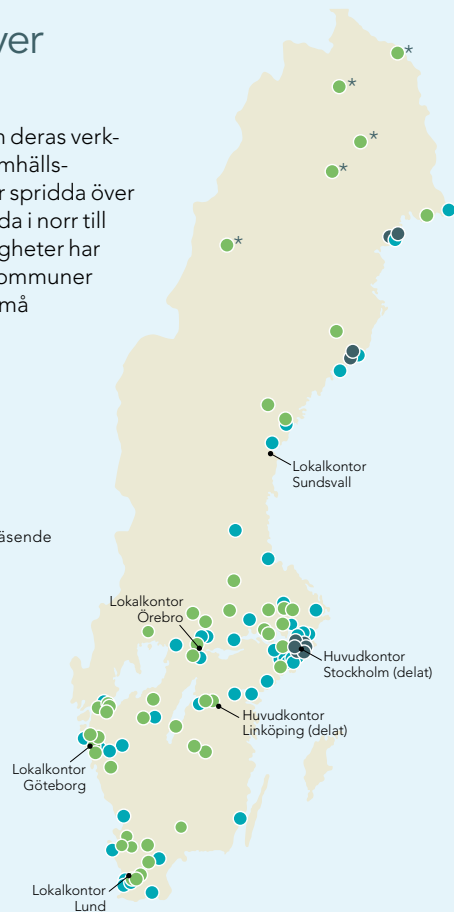 ver
n deras verk-
mhälls-
r spridda över
da i norr till
gheter har
ommuner
må
*
*
*
*
*
Lokalkontor
Sundsvall
äsende
Lokalkontor
Örebro
Huvudkontor
Stockholm (delat)
Huvudkontor
Linköping (delat)
Lokalkontor
Göteborg
Lokalkontor
Lund